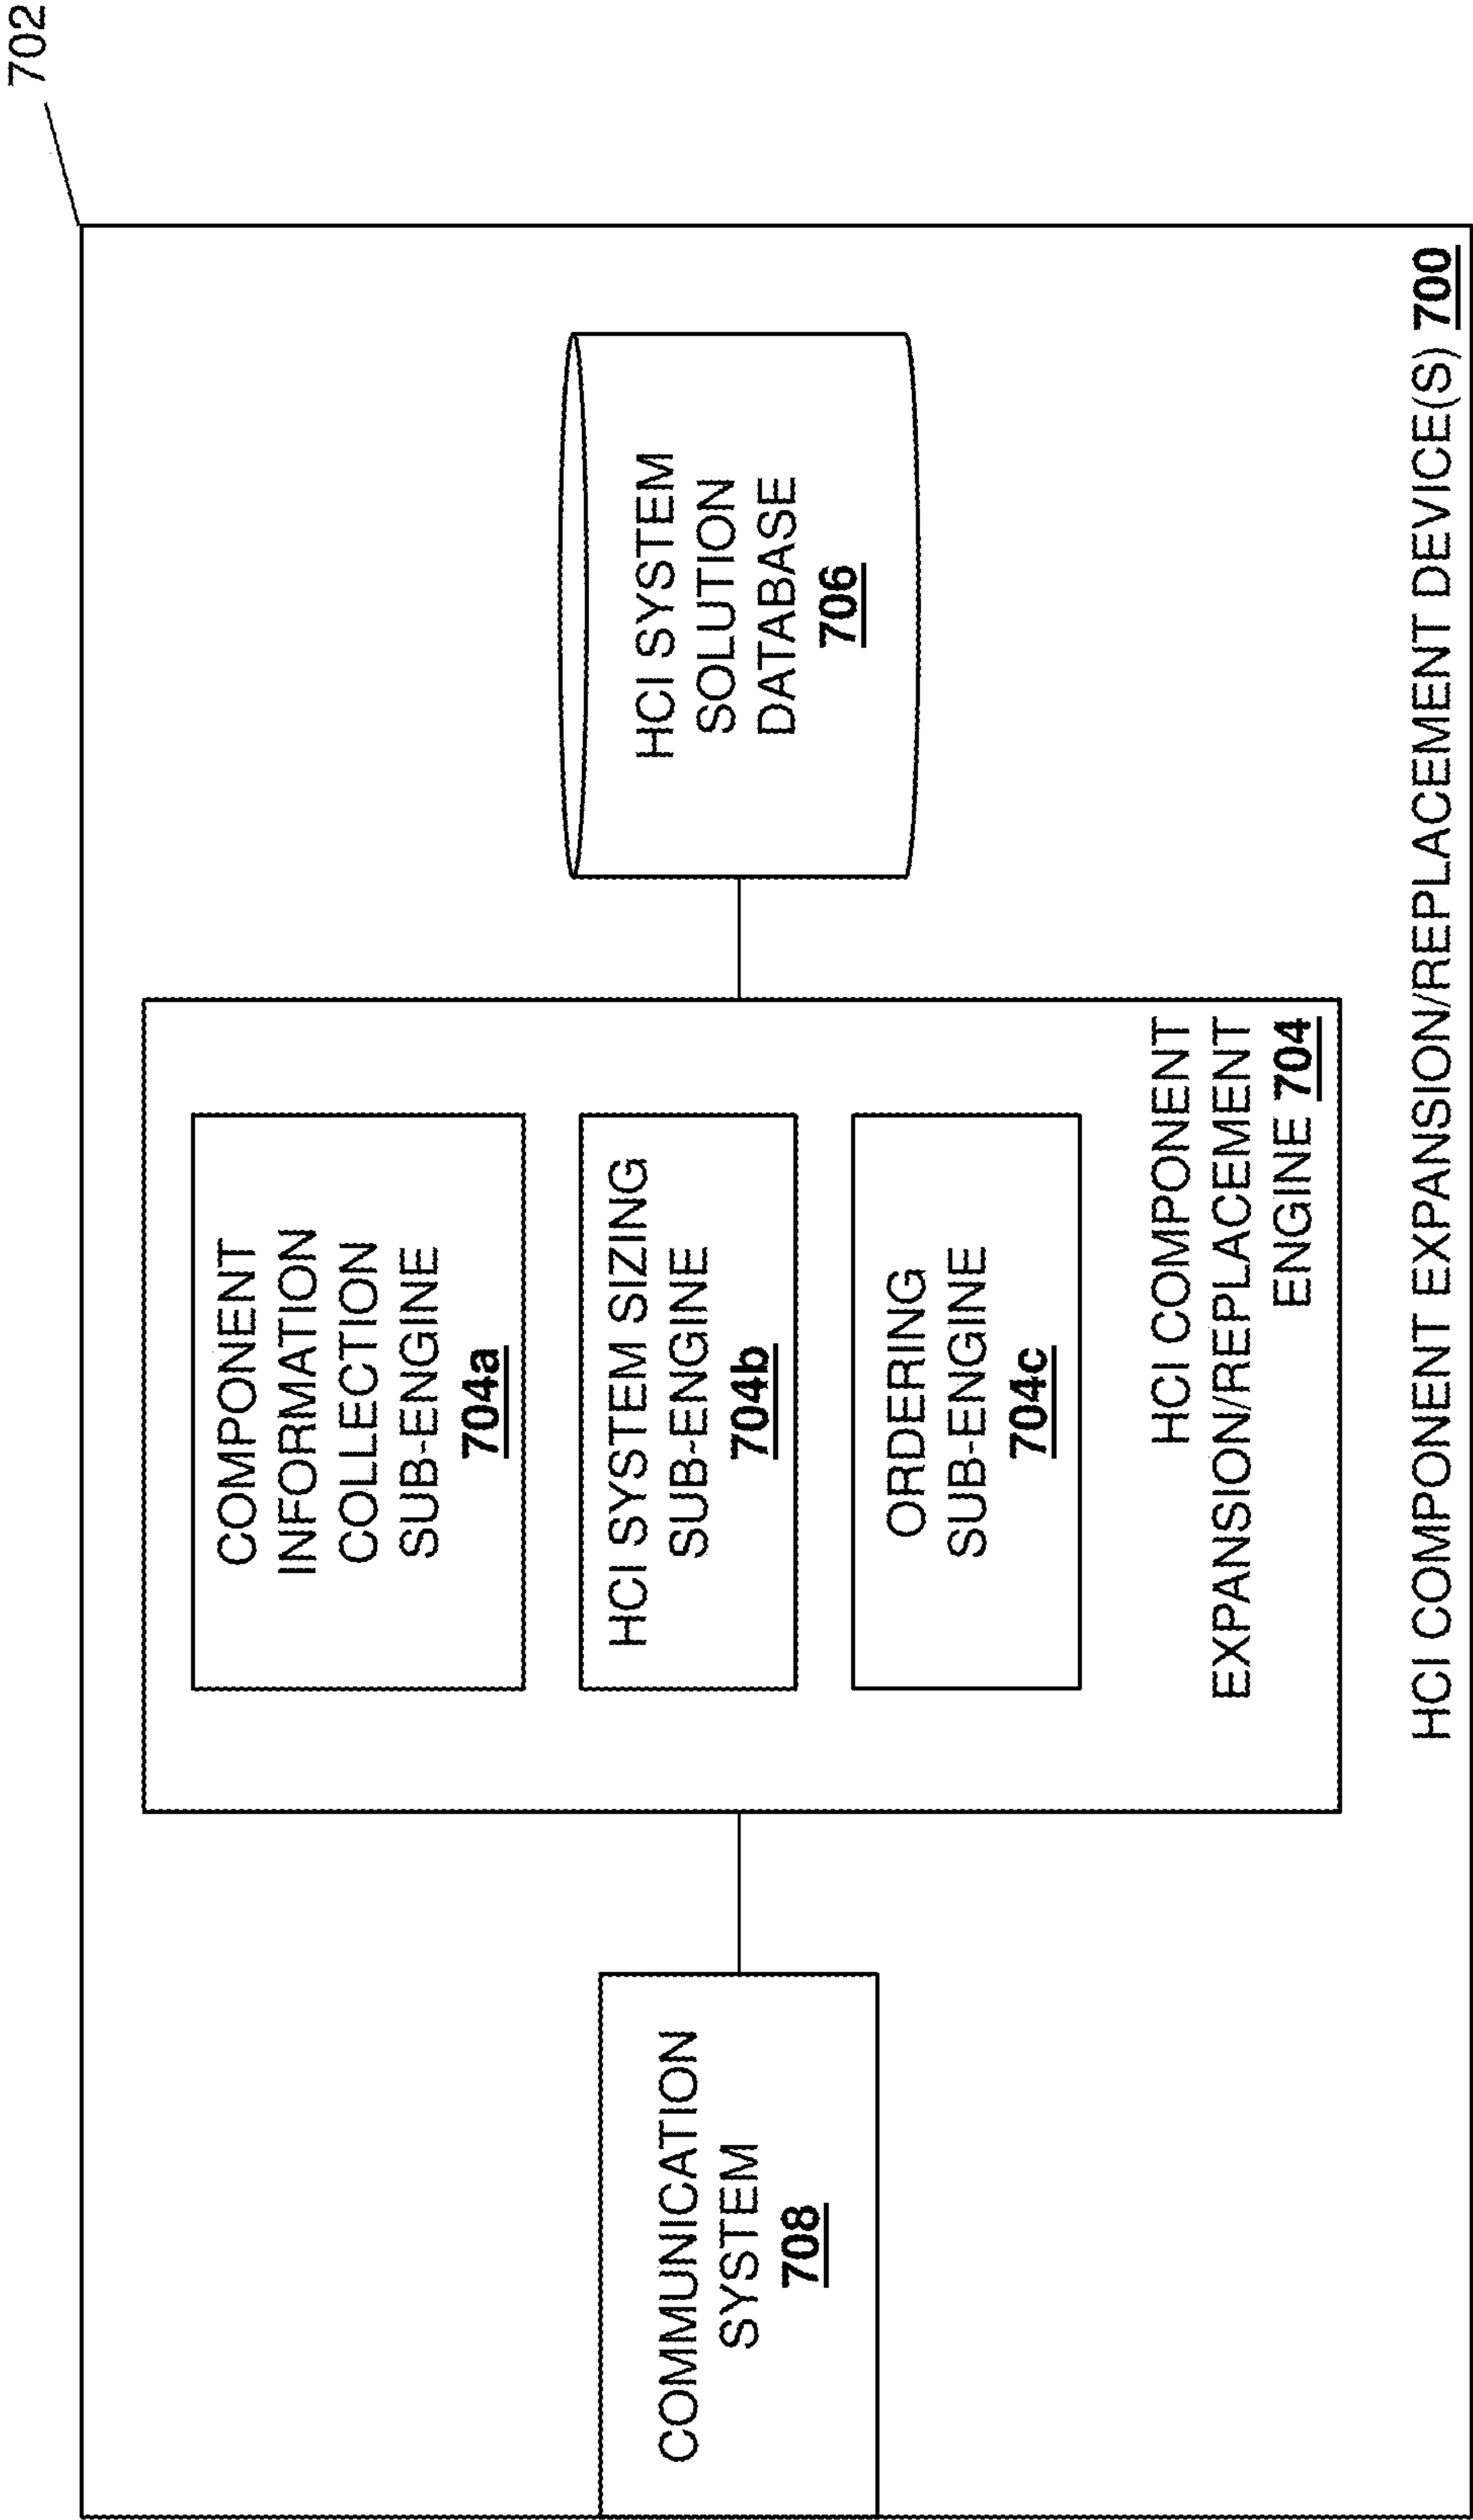 702
COMMUNICATION
SYSTEM
708
COMPONENT
INFORMATION
COLLECTION
SUB-ENGINE
704a
HCI SYSTEM SIZING
SUB-ENGINE
704b
ORDERING
SUB-ENGINE
704c
HCI COMPONENT
EXPANSION/REPLACEMENT
ENGINE 704
HCI SYSTEM
SOLUTION
DATABASE
706
HCI COMPONENT EXPANSION/REPLACEMENT DEVICE(S) 700